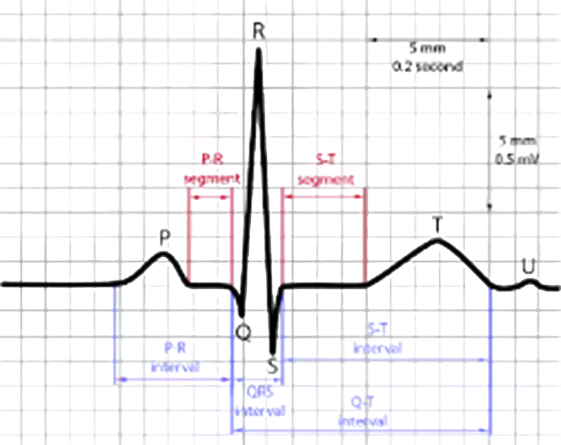 R
5 mm
0.2 second
5 mm
0.5 mV
P-R
segment
S-T
segment
P
T
U
Q
S
P-R
interval
S-T
interval
QRS
interval
Q-T
interval